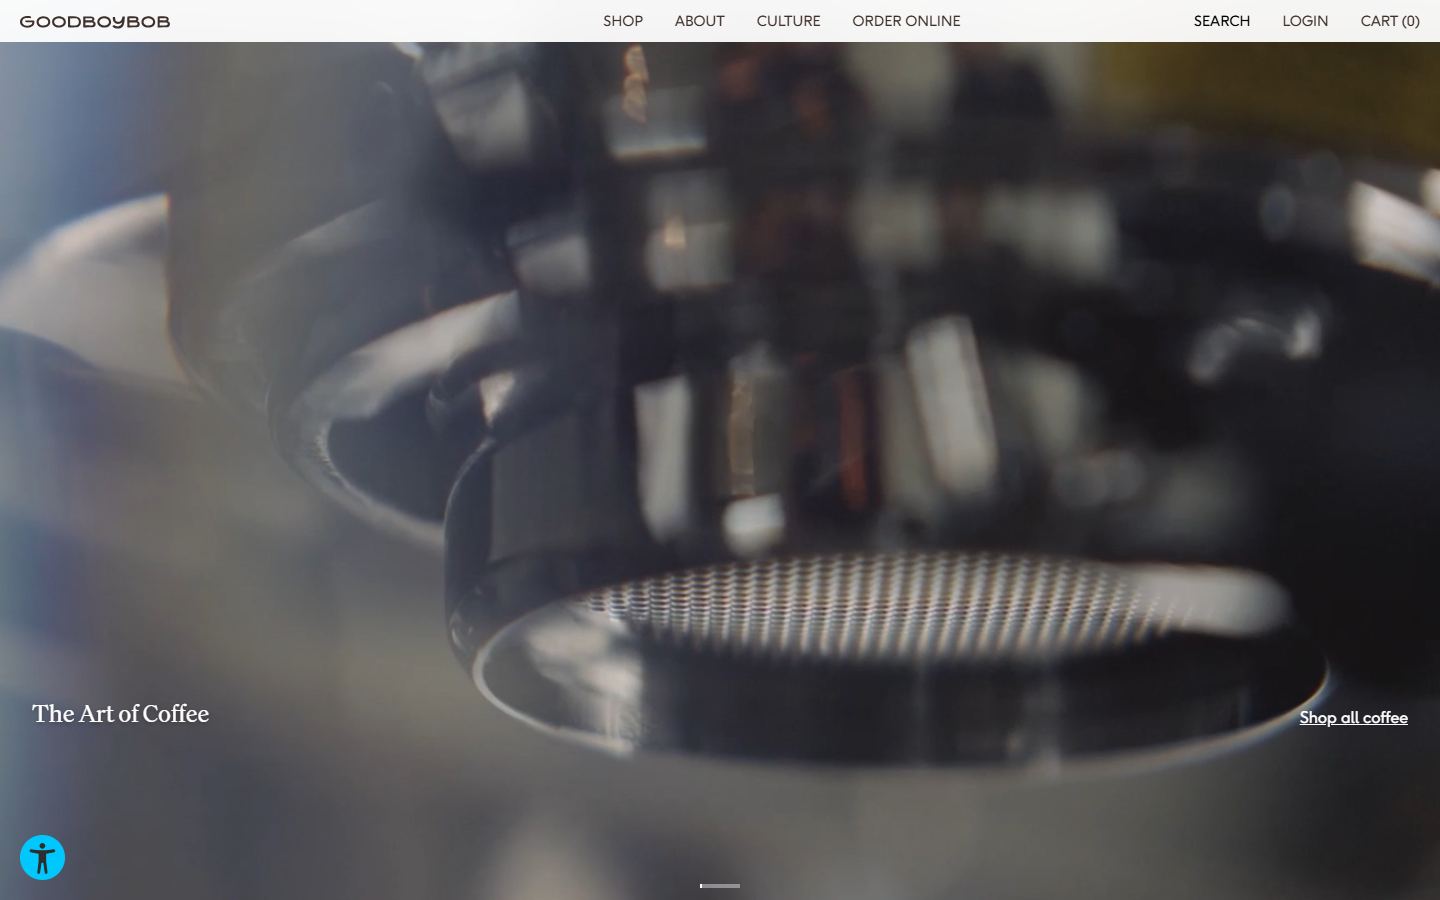 GOODBOYBOB
SHOP ABOUT CULTURE ORDER ONLINE
SEARCH LOGIN CART (0)
The Art of Coffee
Shop all coffee